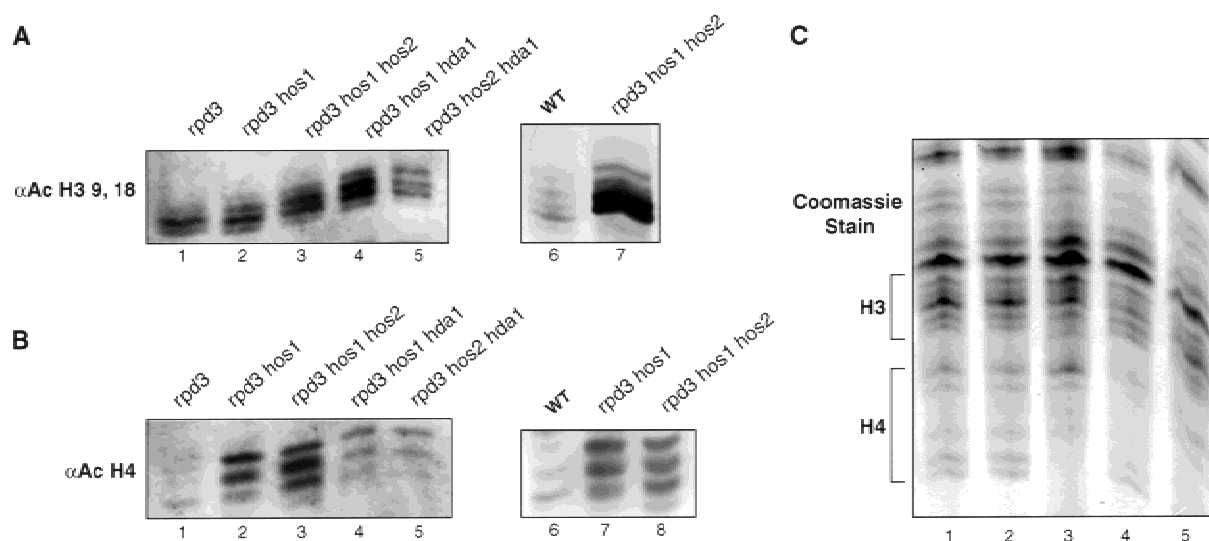 A
rpd3
rpd3 hos1
rpd3 hos1 hos2
rpd3 hos1 hda1
rpd3 hos2 hda1
WT
rpd3 hos1 hos2
αAc H3 9, 18
1 2 3 4 5
6 7
B
rpd3
rpd3 hos1
rpd3 hos1 hos2
rpd3 hos1 hda1
rpd3 hos2 hda1
WT
rpd3 hos1
rpd3 hos1 hos2
αAc H4
1 2 3 4 5
6 7 8
C
Coomassie
Stain
H3
H4
1 2 3 4 5